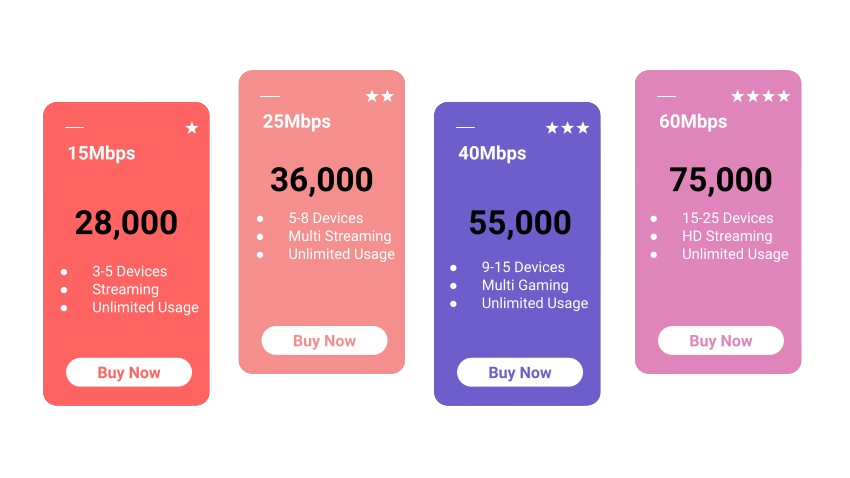 15Mbps
28,000
● 3-5 Devices
● Streaming
● Unlimited Usage
Buy Now
25Mbps
36,000
● 5-8 Devices
● Multi Streaming
● Unlimited Usage
Buy Now
40Mbps
55,000
● 9-15 Devices
● Multi Gaming
● Unlimited Usage
Buy Now
60Mbps
75,000
● 15-25 Devices
● HD Streaming
● Unlimited Usage
Buy Now